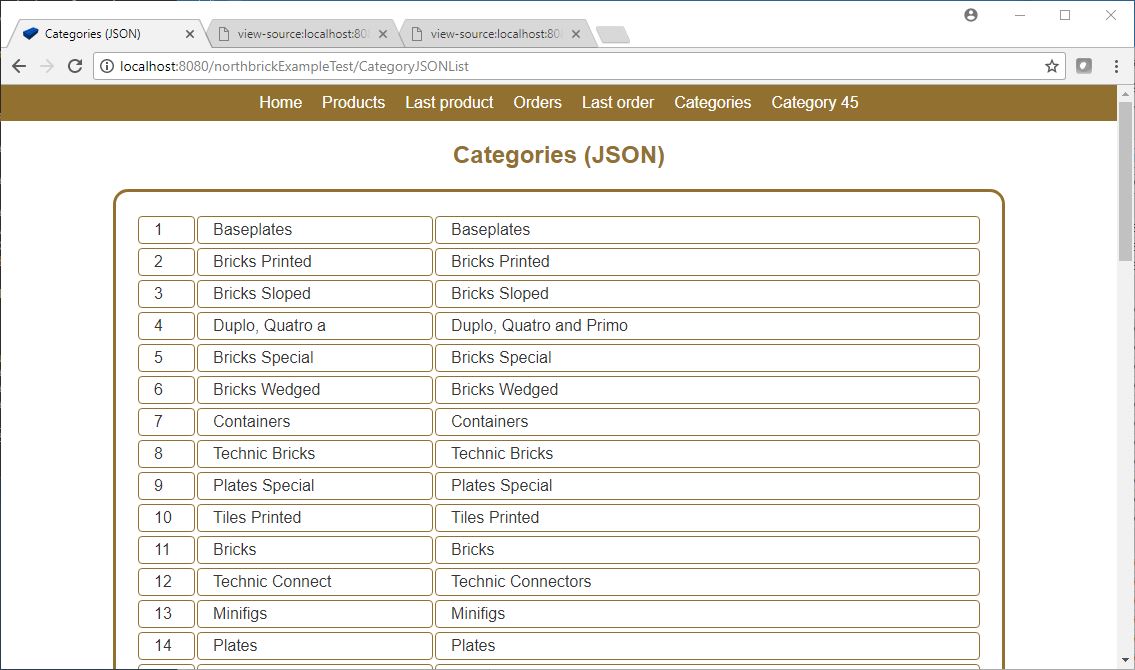 Categories (JSON)
view-source:localhost:80
view-source:localhost:80
localhost:8080/northbrickExampleTest/CategoryJSONList
Home Products Last product Orders Last order Categories Category 45
Categories (JSON)
1 Baseplates Baseplates
2 Bricks Printed Bricks Printed
3 Bricks Sloped Bricks Sloped
4 Duplo, Quatro a Duplo, Quatro and Primo
5 Bricks Special Bricks Special
6 Bricks Wedged Bricks Wedged
7 Containers Containers
8 Technic Bricks Technic Bricks
9 Plates Special Plates Special
10 Tiles Printed Tiles Printed
11 Bricks Bricks
12 Technic Connect Technic Connectors
13 Minifigs Minifigs
14 Plates Plates